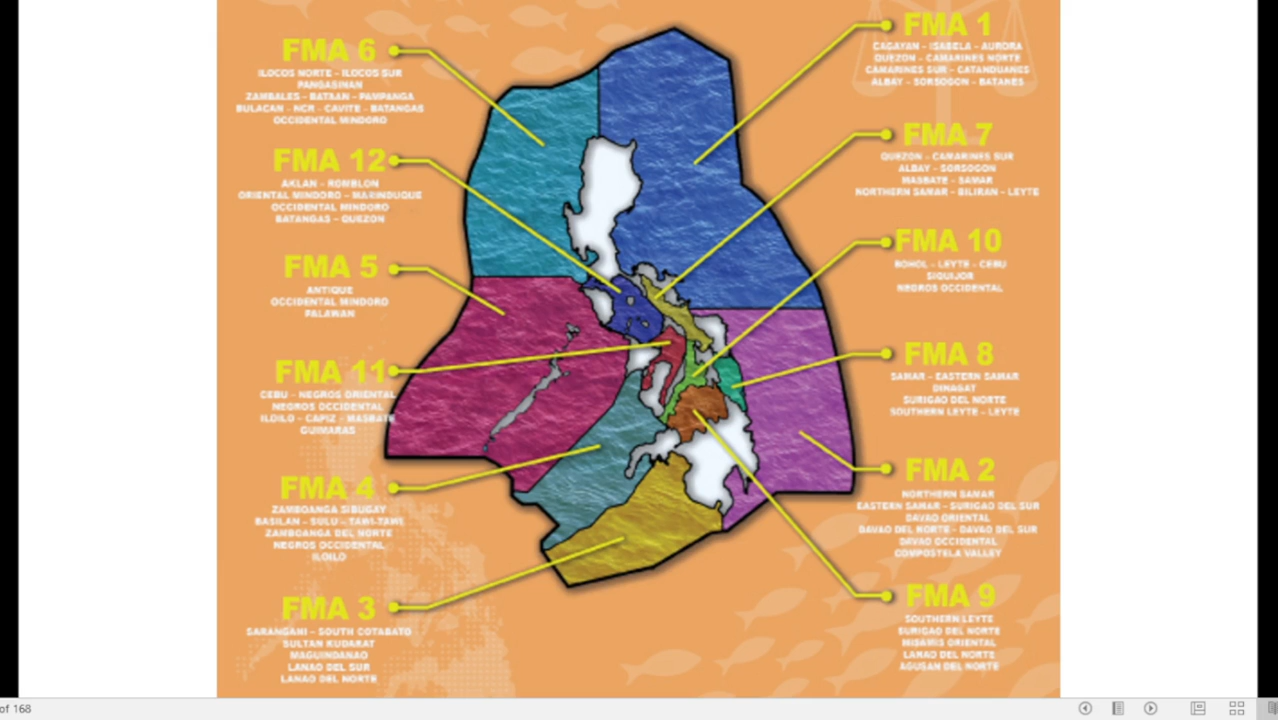 FMA 6
ILOCOS NORTE - ILOCOS SUR
PANGASINAN
ZAMBALES - BATAAN - PAMPANGA
BULACAN - NCR - CAVITE - BATANGAS
OCCIDENTAL MINDORO
FMA 12
AKLAN - ROMBLON
ORIENTAL MINDORO - MARINDUQUE
OCCIDENTAL MINDORO
BATANGAS - QUEZON
FMA 5
ANTIQUE
OCCIDENTAL MINDORO
PALAWAN
FMA 11
CEBU - NEGROS ORIENTAL
NEGROS OCCIDENTAL
ILOILO - CAPIZ - MASBATE
GUIMARAS
FMA 4
ZAMBOANGA SIBUGAY
BASILAN - SULU - TAWI-TAWI
ZAMBOANGA DEL NORTE
NEGROS OCCIDENTAL
ILOILO
FMA 3
SARANGANI - SOUTH COTABATO
SULTAN KUDARAT
MAGUINDANAO
LANAO DEL SUR
LANAO DEL NORTE
FMA 1
CAGAYAN - ISABELA - AURORA
QUEZON - CAMARINES NORTE
CAMARINES SUR - CATANDUANES
ALBAY - SORSOGON - BATANES
FMA 7
QUEZON - CAMARINES SUR
ALBAY - SORSOGON
MASBATE - SAMAR
NORTHERN SAMAR - BILIRAN - LEYTE
FMA 10
BOHOL - LEYTE - CEBU
SIQUIJOR
NEGROS OCCIDENTAL
FMA 8
SAMAR - EASTERN SAMAR
DINAGAT
SURIGAO DEL NORTE
SOUTHERN LEYTE - LEYTE
FMA 2
NORTHERN SAMAR
EASTERN SAMAR - SURIGAO DEL SUR
DAVAO ORIENTAL
DAVAO DEL NORTE - DAVAO DEL SUR
DAVAO OCCIDENTAL
COMPOSTELA VALLEY
FMA 9
SOUTHERN LEYTE
SURIGAO DEL NORTE
MISAMIS ORIENTAL
LANAO DEL NORTE
AGUSAN DEL NORTE
of 168